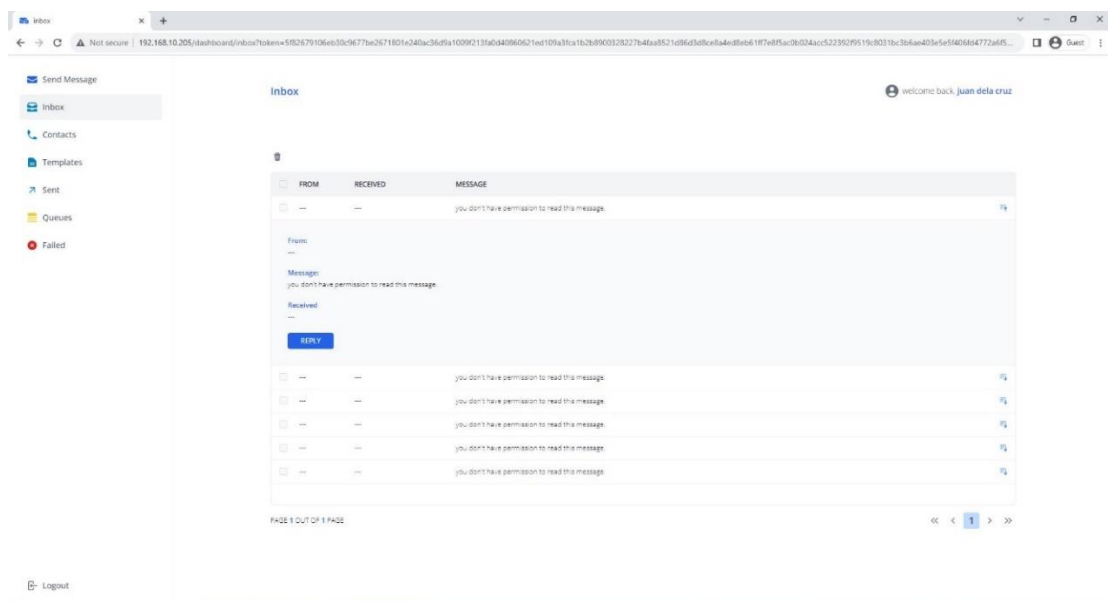 inbox
Not secure 192.168.10.205/dashboard/inbox?token=
Guest
Send Message
Inbox
Contacts
Templates
Sent
Queues
Failed
Logout
Inbox
welcome back, juan dela cruz
FROM RECEIVED MESSAGE
--- --- you don't have permission to read this message.
From:
---
Message:
you don't have permission to read this message.
Received
---
REPLY
--- --- you don't have permission to read this message.
--- --- you don't have permission to read this message.
--- --- you don't have permission to read this message.
--- --- you don't have permission to read this message.
--- --- you don't have permission to read this message.
PAGE 1 OUT OF 1 PAGE
« < 1 > »